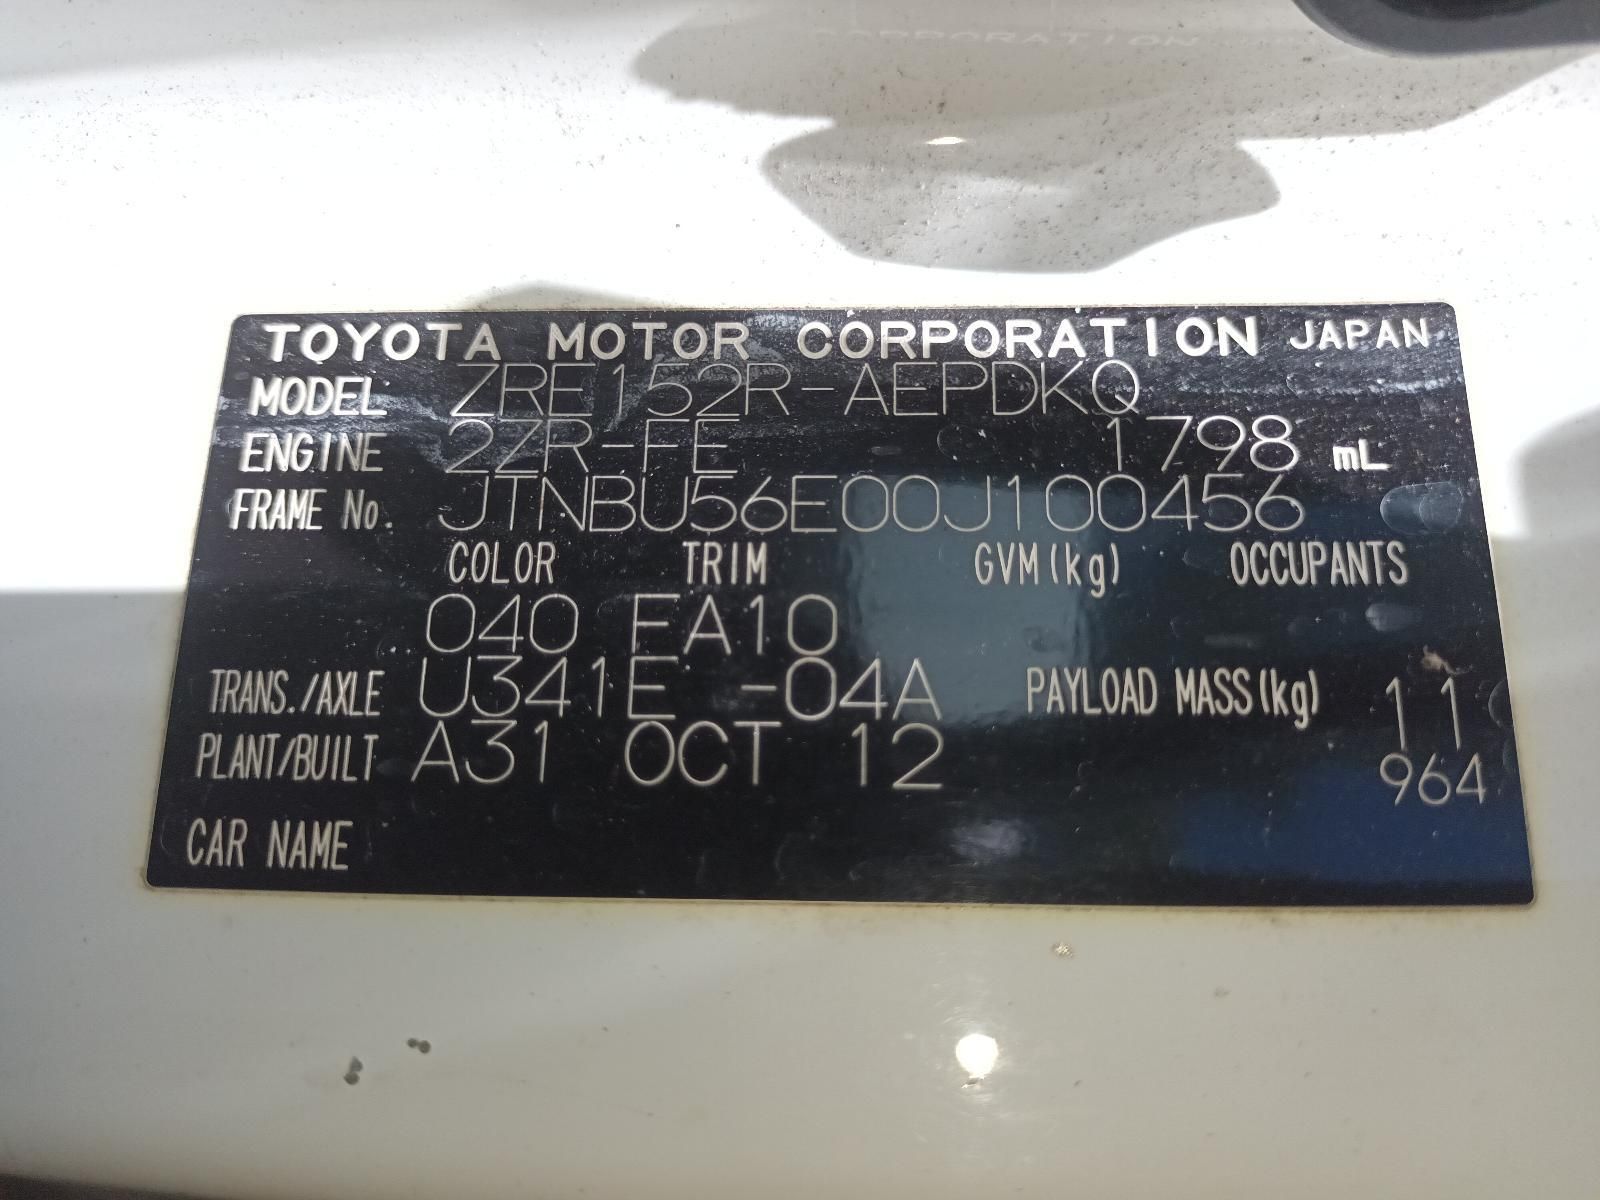 TOYOTA MOTOR CORPORATION JAPAN
MODEL ZRE152R-AEPDKQ
ENGINE 2ZR-FE 1798 mL
FRAME No. JTNBU56E00J100456
COLOR TRIM GVM(kg) OCCUPANTS
040 FA10
TRANS./AXLE U341E -04A PAYLOAD MASS(kg) 11
PLANT/BUILT A31 OCT 12 964
CAR NAME